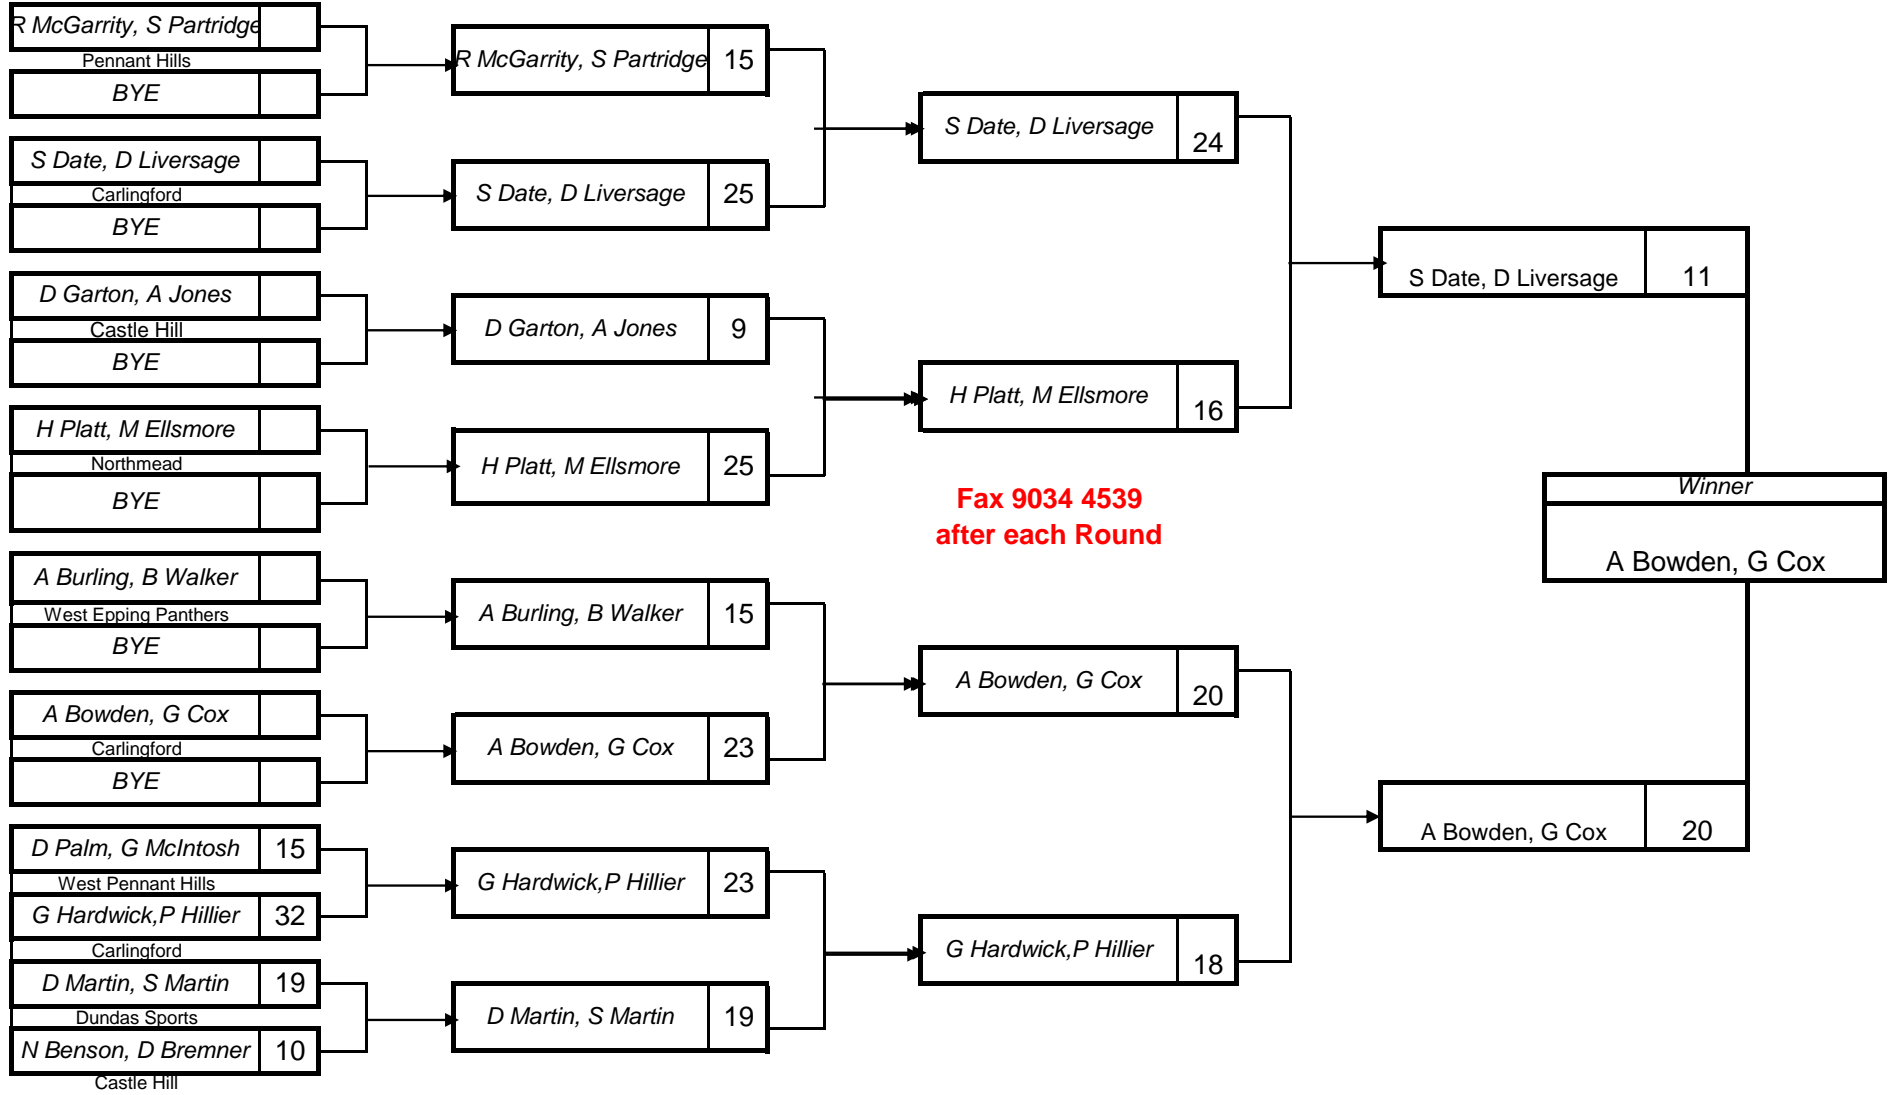 R McGarrity, S Partridge
Pennant Hills
BYE
S Date, D Liversage
Carlingford
BYE
D Garton, A Jones
Castle Hill
BYE
H Platt, M Ellsmore
Northmead
BYE
A Burling, B Walker
West Epping Panthers
BYE
A Bowden, G Cox
Carlingford
BYE
D Palm, G McIntosh 15
West Pennant Hills
G Hardwick,P Hillier 32
Carlingford
D Martin, S Martin 19
Dundas Sports
N Benson, D Bremner 10
Castle Hill
R McGarrity, S Partridge 15
S Date, D Liversage 25
D Garton, A Jones 9
H Platt, M Ellsmore 25
A Burling, B Walker 15
A Bowden, G Cox 23
G Hardwick,P Hillier 23
D Martin, S Martin 19
S Date, D Liversage 24
H Platt, M Ellsmore 16
Fax 9034 4539
after each Round
A Bowden, G Cox 20
G Hardwick,P Hillier 18
S Date, D Liversage 11
A Bowden, G Cox 20
Winner
A Bowden, G Cox